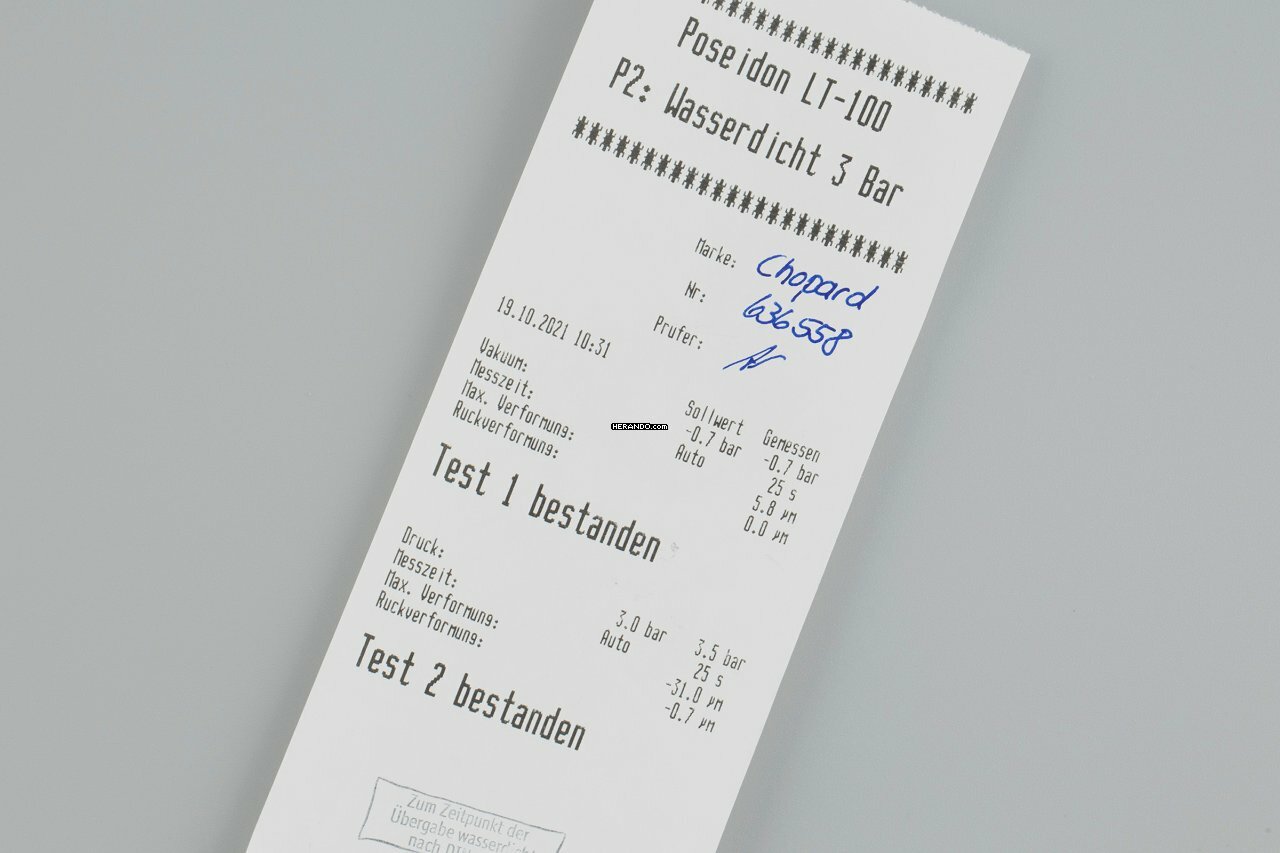 ********************
Poseidon LT-100
P2: Wasserdicht 3 Bar
************************
Marke: Chopard
Nr: 636558
Prufer:
19.10.2021 10:31
Sollwert Gemessen
Vakuum: -0.7 bar -0.7 bar
Messzeit: Auto 25 s
Max. Verformung: 5.8 µm
Ruckverformung: 0.0 µm
Test 1 bestanden
Druck: 3.0 bar 3.5 bar
Messzeit: Auto 25 s
Max. Verformung: -31.0 µm
Ruckverformung: -0.7 µm
Test 2 bestanden
Zum Zeitpunkt der
Übergabe wasserdicht
nach
HERANDO.com